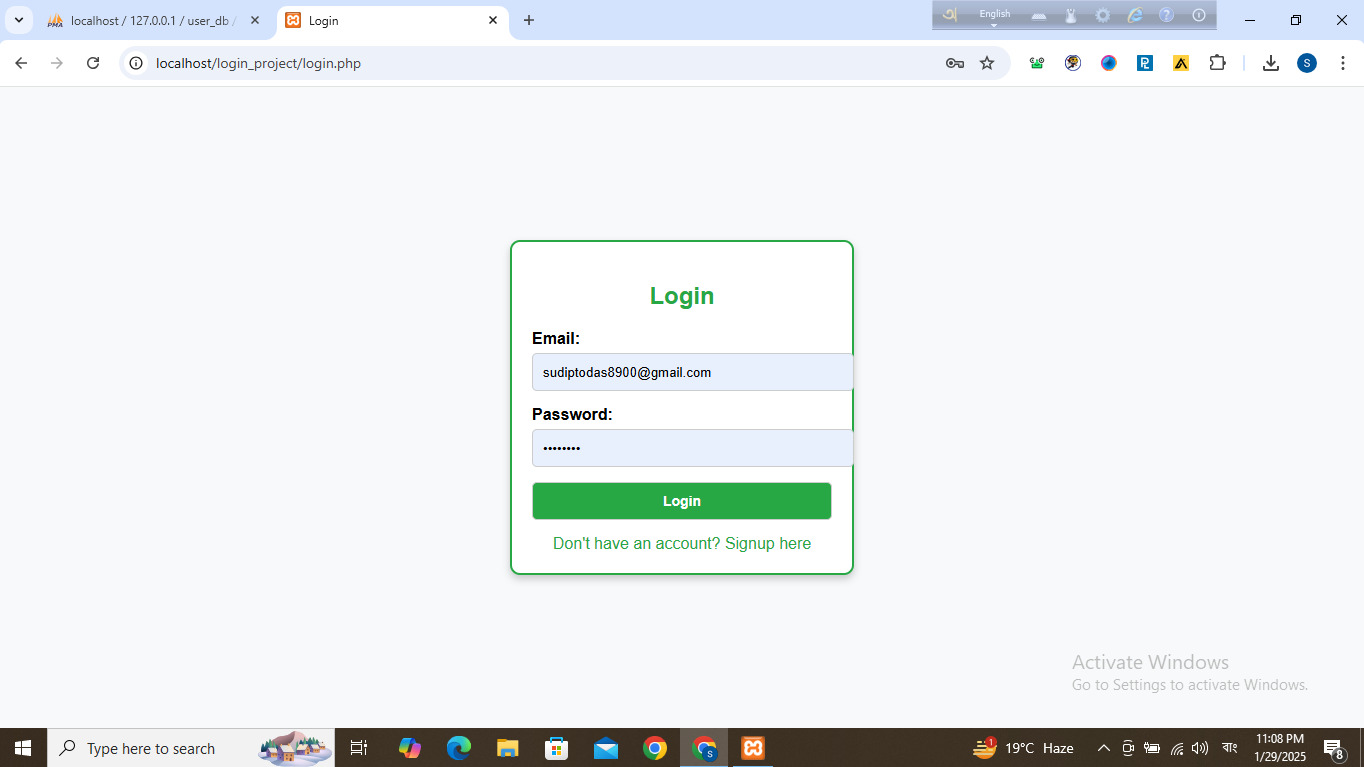 localhost / 127.0.0.1 / user_db /
Login
English
localhost/login_project/login.php
S
Login
Email:
sudiptodas8900@gmail.com
Password:
••••••••
Login
Don't have an account? Signup here
Activate Windows
Go to Settings to activate Windows.
Type here to search
S
1
19°C Haze
বাং
11:08 PM
1/29/2025
8